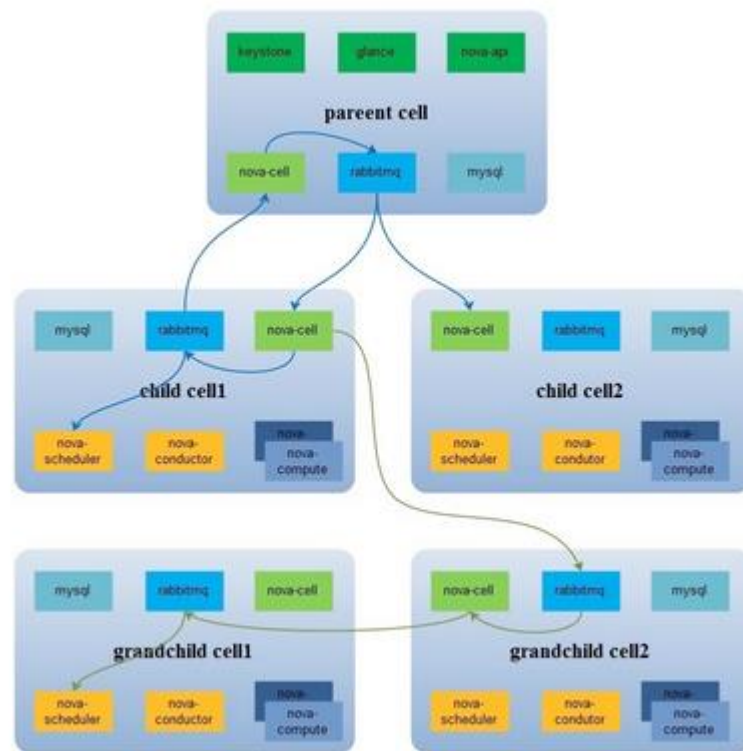 keystone glance nova-api
pareent cell
nova-cell rabbitmq mysql
mysql rabbitmq nova-cell
child cell1
nova-
scheduler
nova-
conductor
nova-
nova-
compute
nova-cell rabbitmq mysql
child cell2
nova-
scheduler
nova-
condutor
nova-
nova-
compute
mysql rabbitmq nova-cell
grandchild cell1
nova-
scheduler
nova-
conductor
nova-
nova-
compute
nova-cell rabbitmq mysql
grandchild cell2
nova-
scheduler
nova-
condutor
nova-
nova-
compute